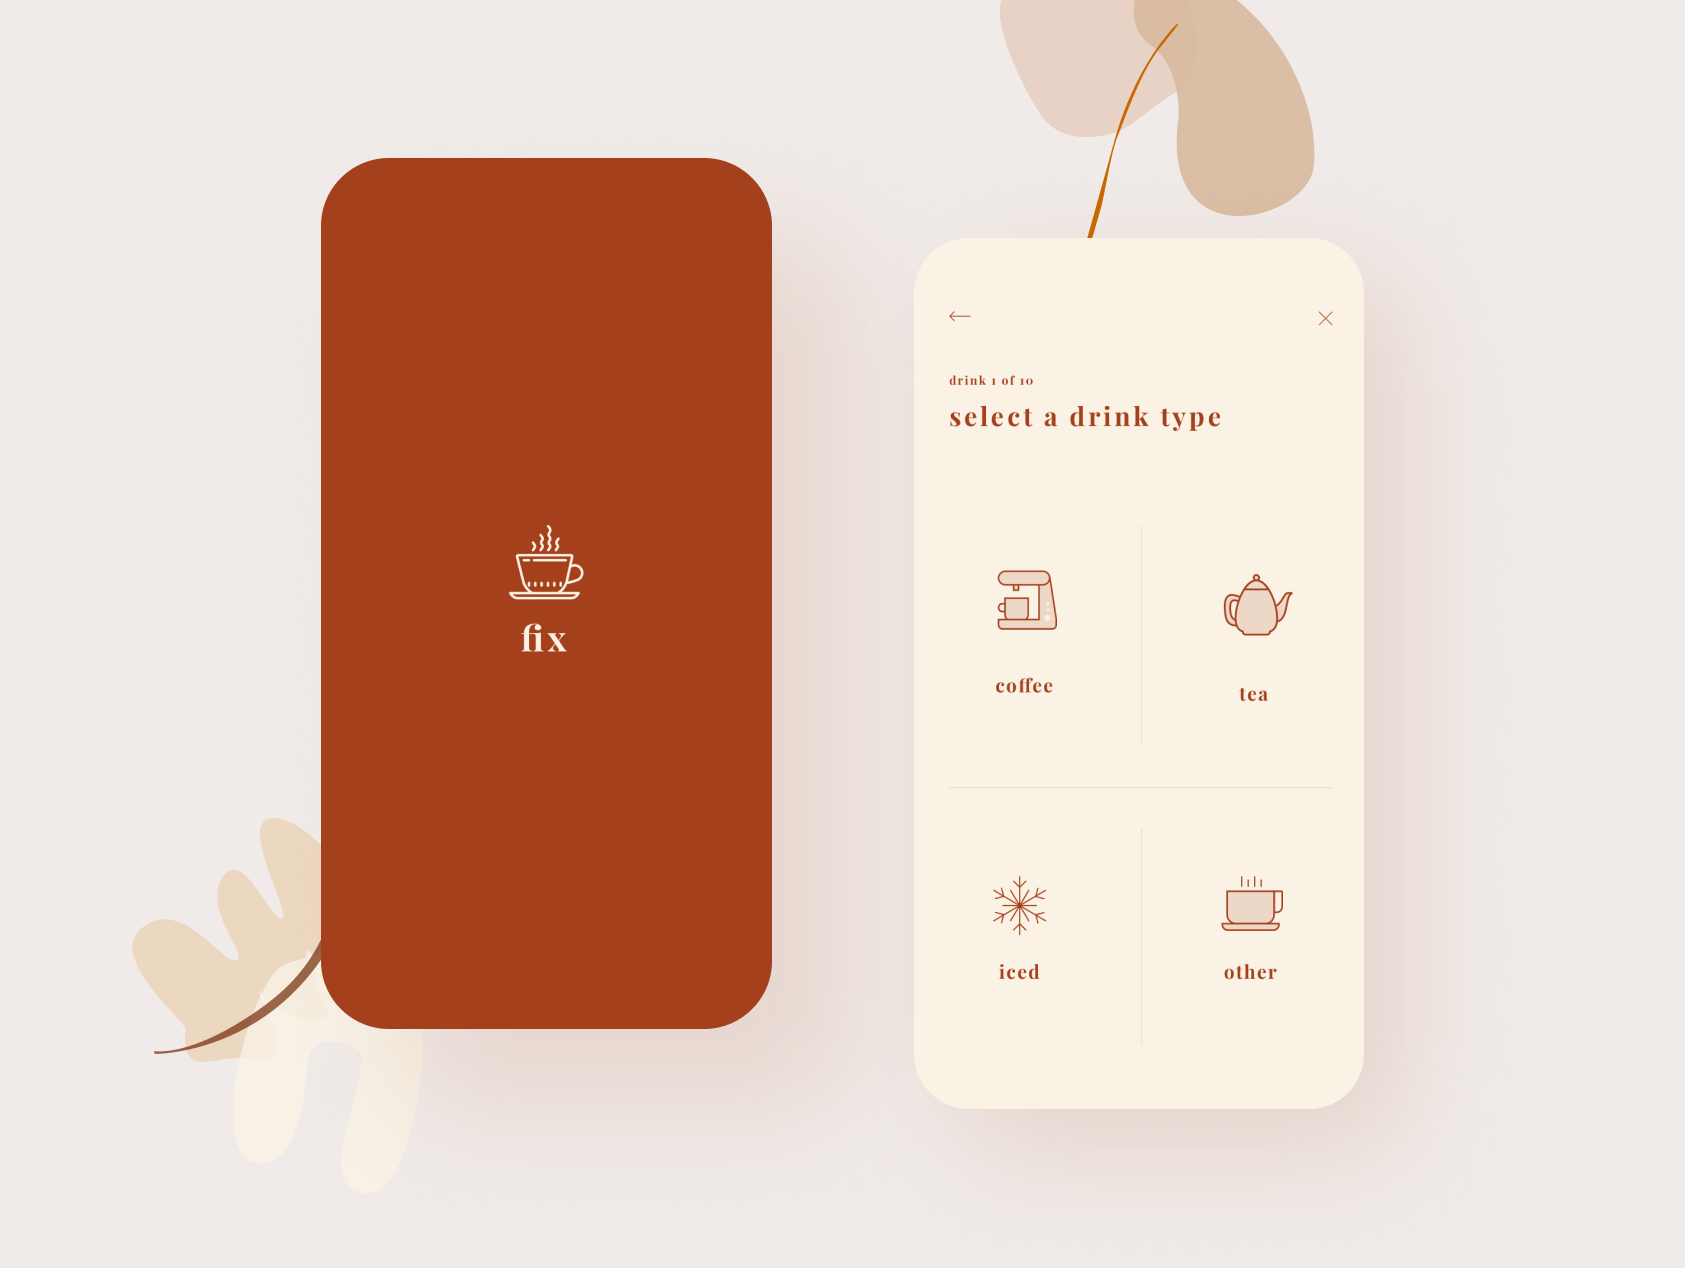 fix
drink 1 of 10
select a drink type
coffee
tea
iced
other